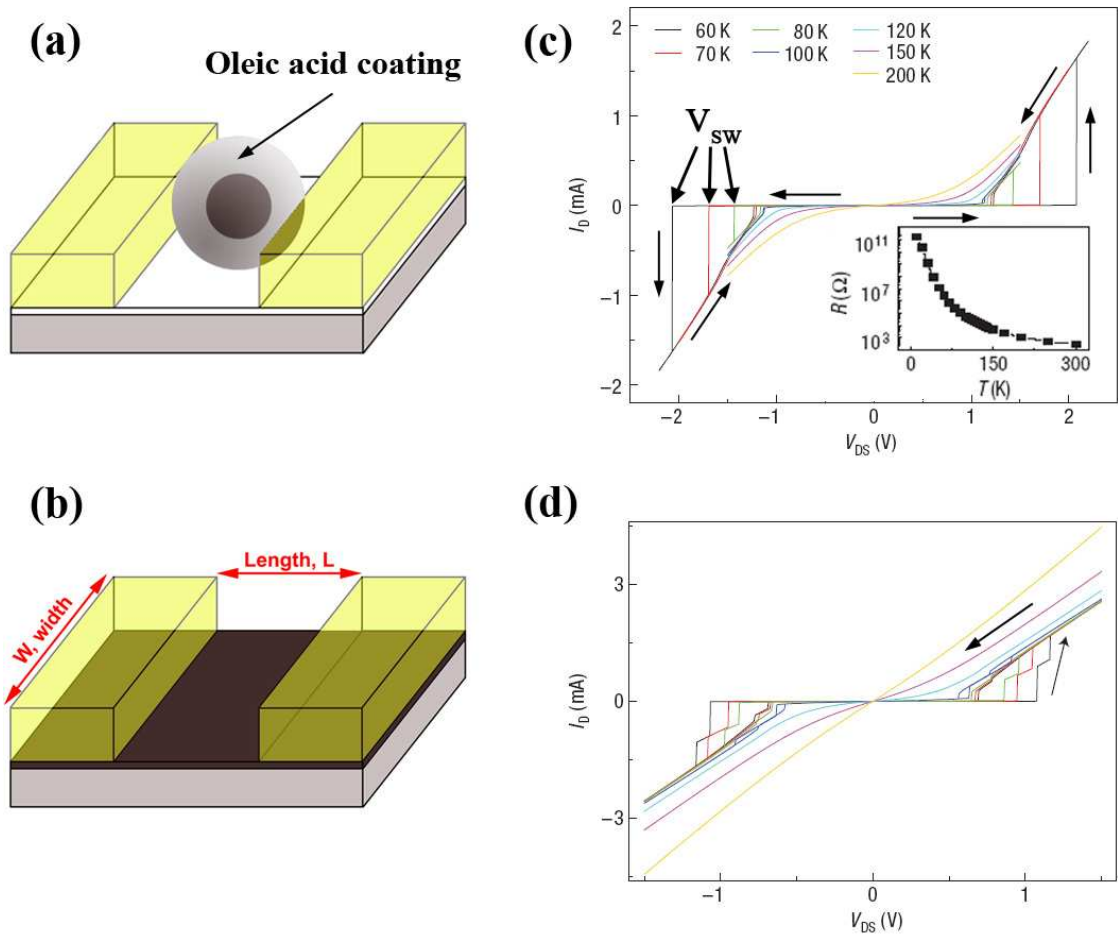 (a)
Oleic acid coating
(c)
2
1
0
−1
−2
I_D (mA)
60 K
70 K
80 K
100 K
120 K
150 K
200 K
V_sw
10^11
10^7
10^3
R (Ω)
0
150
300
T (K)
−2
−1
0
1
2
V_DS (V)
(b)
Length, L
W, width
(d)
3
0
−3
I_D (mA)
−1
0
1
V_DS (V)